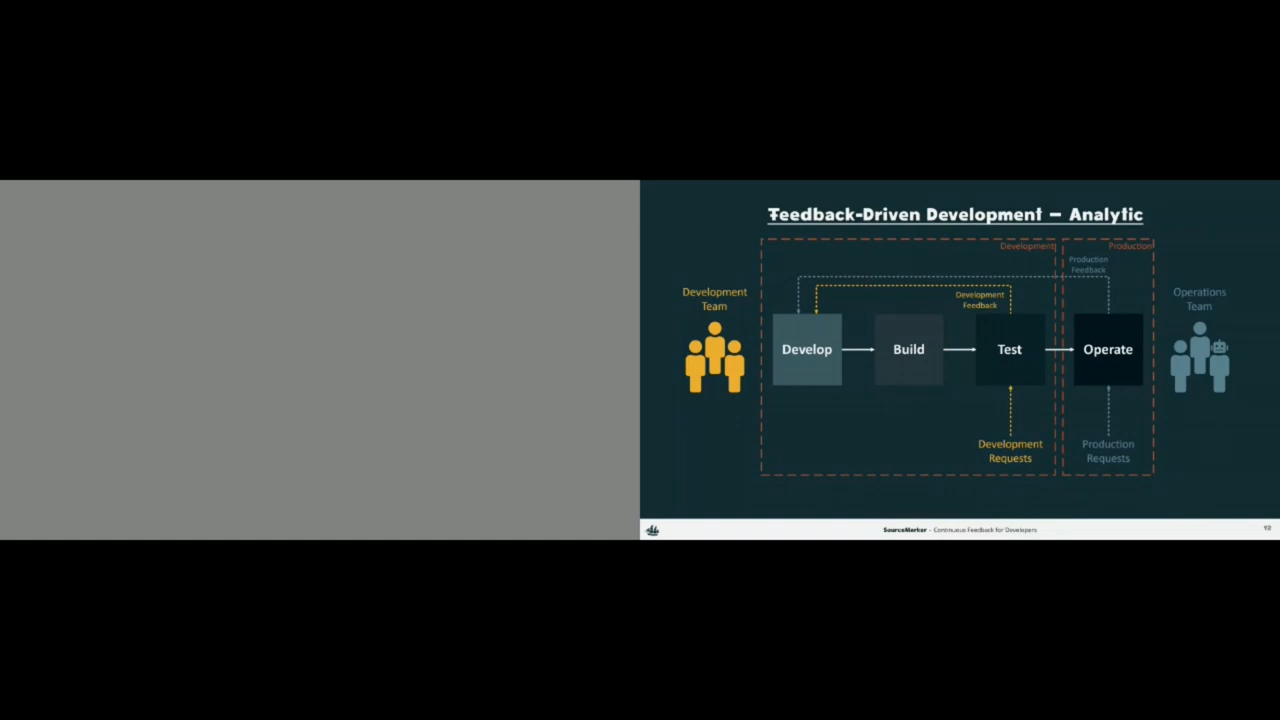 Feedback-Driven Development – Analytic
Development
Production
Production
Feedback
Development
Team
Development
Feedback
Operations
Team
Develop
Build
Test
Operate
Development
Requests
Production
Requests
SourceMarker - Continuous Feedback for Developers
12